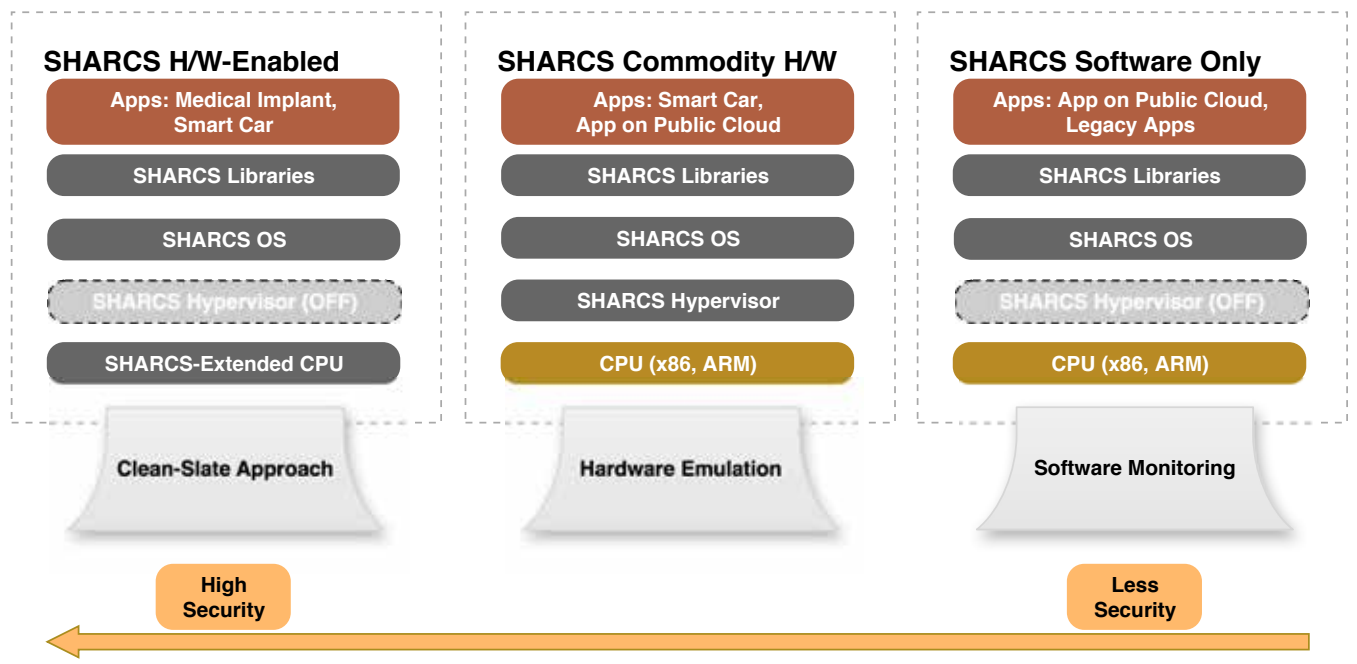 SHARCS H/W-Enabled
Apps: Medical Implant,
Smart Car
SHARCS Libraries
SHARCS OS
SHARCS Hypervisor (OFF)
SHARCS-Extended CPU
Clean-Slate Approach
High
Security
SHARCS Commodity H/W
Apps: Smart Car,
App on Public Cloud
SHARCS Libraries
SHARCS OS
SHARCS Hypervisor
CPU (x86, ARM)
Hardware Emulation
SHARCS Software Only
Apps: App on Public Cloud,
Legacy Apps
SHARCS Libraries
SHARCS OS
SHARCS Hypervisor (OFF)
CPU (x86, ARM)
Software Monitoring
Less
Security